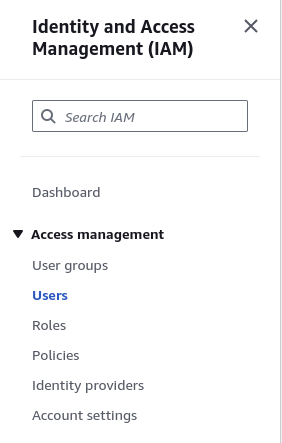 Identity and Access
Management (IAM)
Search IAM
Dashboard
Access management
User groups
Users
Roles
Policies
Identity providers
Account settings